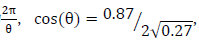 2π/θ, cos(θ) = 0.87/2√0.27,